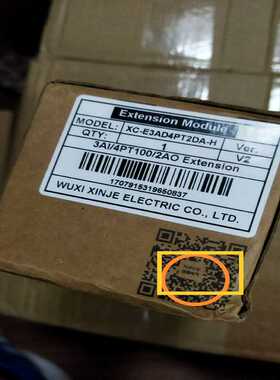 Extension Module
MODEL: XC-E3AD4PT2DA-H Ver.
QTY: 1 V2
3AI/4PT100/2AO Extension
1707915319650837
WUXI XINJE ELECTRIC CO., LTD.